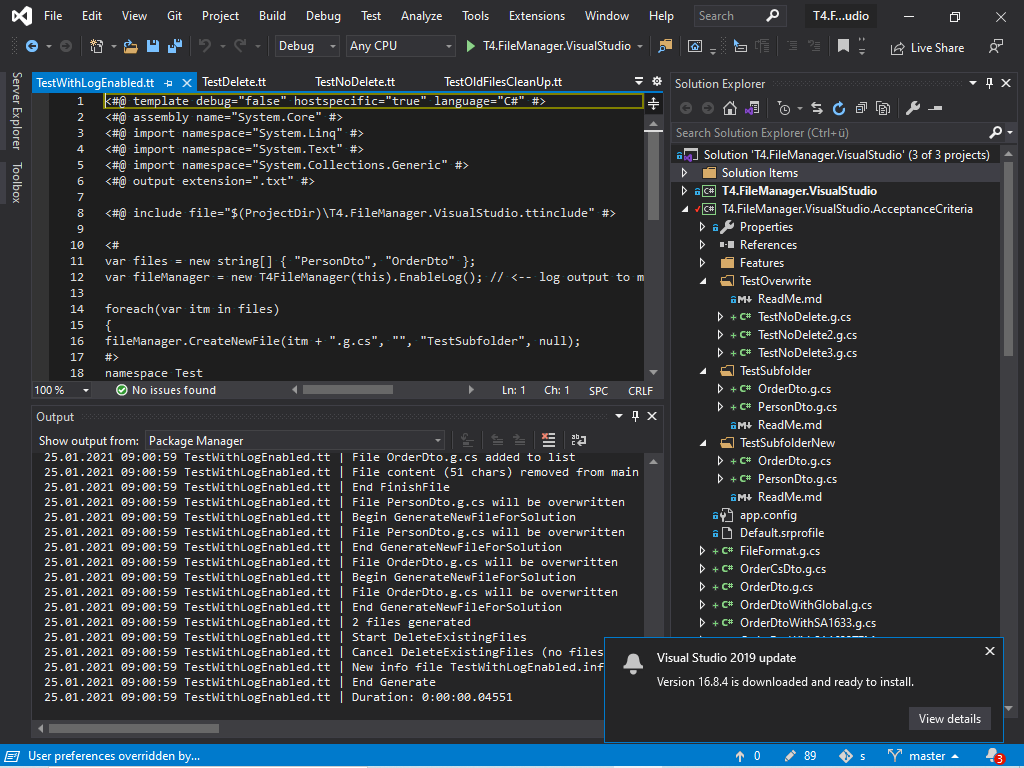 File Edit View Git Project Build Debug Test Analyze Tools Extensions Window Help Search T4.F...udio
Debug Any CPU T4.FileManager.VisualStudio Live Share
Server Explorer
Toolbox
TestWithLogEnabled.tt TestDelete.tt TestNoDelete.tt TestOldFilesCleanUp.tt
1 <#@ template debug="false" hostspecific="true" language="C#" #>
2 <#@ assembly name="System.Core" #>
3 <#@ import namespace="System.Linq" #>
4 <#@ import namespace="System.Text" #>
5 <#@ import namespace="System.Collections.Generic" #>
6 <#@ output extension=".txt" #>
7
8 <#@ include file="$(ProjectDir)\T4.FileManager.VisualStudio.ttinclude" #>
9
10 <#
11 var files = new string[] { "PersonDto", "OrderDto" };
12 var fileManager = new T4FileManager(this).EnableLog(); // <-- log output to m
13
14 foreach(var itm in files)
15 {
16 fileManager.CreateNewFile(itm + ".g.cs", "", "TestSubfolder", null);
17 #>
18 namespace Test
100 % No issues found Ln: 1 Ch: 1 SPC CRLF
Output
Show output from: Package Manager
25.01.2021 09:00:59 TestWithLogEnabled.tt | File OrderDto.g.cs added to list
25.01.2021 09:00:59 TestWithLogEnabled.tt | File content (51 chars) removed from main
25.01.2021 09:00:59 TestWithLogEnabled.tt | End FinishFile
25.01.2021 09:00:59 TestWithLogEnabled.tt | File PersonDto.g.cs will be overwritten
25.01.2021 09:00:59 TestWithLogEnabled.tt | Begin GenerateNewFileForSolution
25.01.2021 09:00:59 TestWithLogEnabled.tt | File PersonDto.g.cs will be overwritten
25.01.2021 09:00:59 TestWithLogEnabled.tt | End GenerateNewFileForSolution
25.01.2021 09:00:59 TestWithLogEnabled.tt | File OrderDto.g.cs will be overwritten
25.01.2021 09:00:59 TestWithLogEnabled.tt | Begin GenerateNewFileForSolution
25.01.2021 09:00:59 TestWithLogEnabled.tt | File OrderDto.g.cs will be overwritten
25.01.2021 09:00:59 TestWithLogEnabled.tt | End GenerateNewFileForSolution
25.01.2021 09:00:59 TestWithLogEnabled.tt | 2 files generated
25.01.2021 09:00:59 TestWithLogEnabled.tt | Start DeleteExistingFiles
25.01.2021 09:00:59 TestWithLogEnabled.tt | Cancel DeleteExistingFiles (no files
25.01.2021 09:00:59 TestWithLogEnabled.tt | New info file TestWithLogEnabled.inf
25.01.2021 09:00:59 TestWithLogEnabled.tt | End Generate
25.01.2021 09:00:59 TestWithLogEnabled.tt | Duration: 0:00:00.04551
Solution Explorer
Search Solution Explorer (Ctrl+ü)
Solution 'T4.FileManager.VisualStudio' (3 of 3 projects)
Solution Items
C# T4.FileManager.VisualStudio
C# T4.FileManager.VisualStudio.AcceptanceCriteria
Properties
References
Features
TestOverwrite
M ReadMe.md
C# TestNoDelete.g.cs
C# TestNoDelete2.g.cs
C# TestNoDelete3.g.cs
TestSubfolder
C# OrderDto.g.cs
C# PersonDto.g.cs
M ReadMe.md
TestSubfolderNew
C# OrderDto.g.cs
C# PersonDto.g.cs
M ReadMe.md
app.config
Default.srprofile
C# FileFormat.g.cs
C# OrderCsDto.g.cs
C# OrderDto.g.cs
C# OrderDtoWithGlobal.g.cs
C# OrderDtoWithSA1633.g.cs
Visual Studio 2019 update
Version 16.8.4 is downloaded and ready to install.
View details
User preferences overridden by... 0 89 s master 3